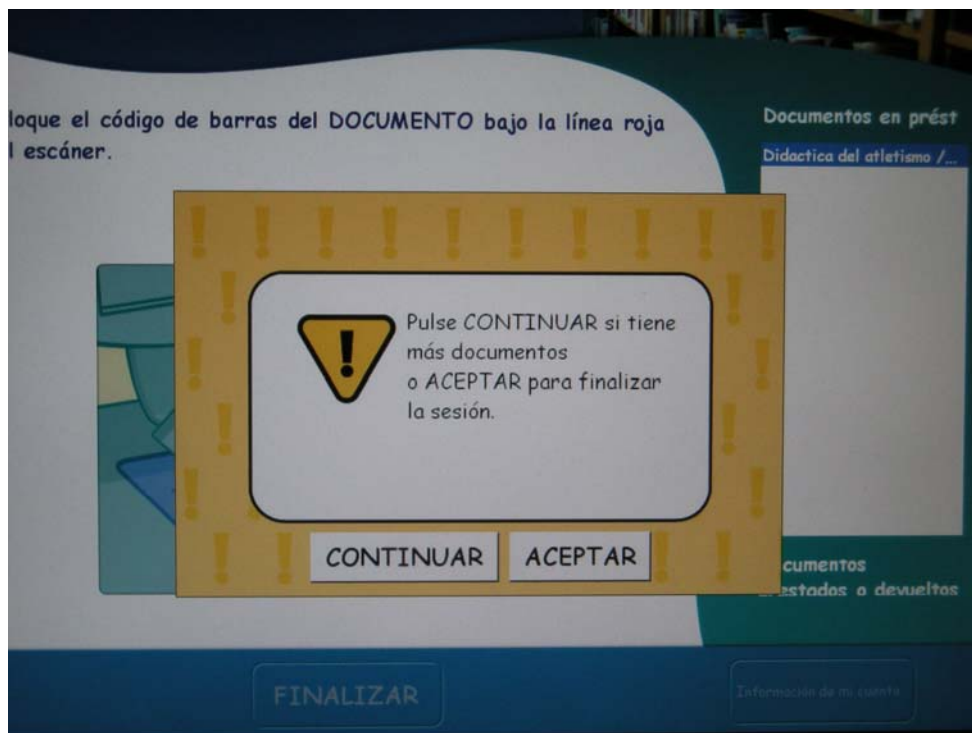 loque el código de barras del DOCUMENTO bajo la línea roja
l escáner.
Documentos en prést
Didactica del atletismo /...
Pulse CONTINUAR si tiene
más documentos
o ACEPTAR para finalizar
la sesión.
CONTINUAR
ACEPTAR
cumentos
estados o devueltos
FINALIZAR
Información de mi cuenta